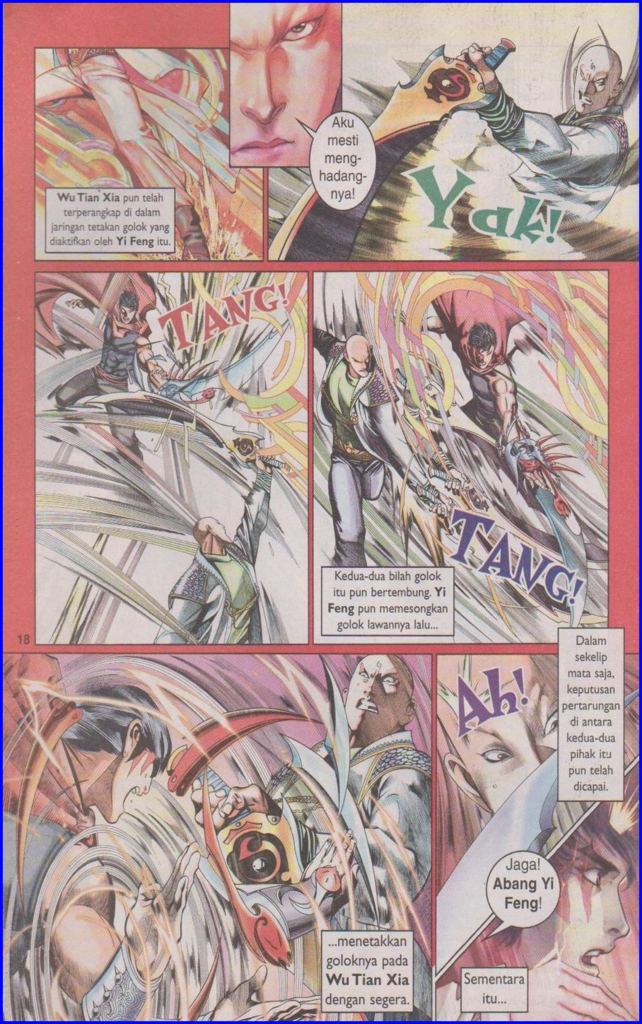 Wu Tian Xia pun telah
terperangkap di dalam
jaringan tetakan golok yang
diaktifkan oleh Yi Feng itu.
Aku
mesti
meng-
hadang-
nya!
Yak!
TANG!
TANG!
Kedua-dua bilah golok
itu pun bertembung. Yi
Feng pun memesongkan
golok lawannya lalu...
18
...menetakkan
goloknya pada
Wu Tian Xia
dengan segera.
Ah!
Dalam
sekelip
mata saja,
keputusan
pertarungan
di antara
kedua-dua
pihak itu
pun telah
dicapai.
Jaga!
Abang Yi
Feng!
Sementara
itu...